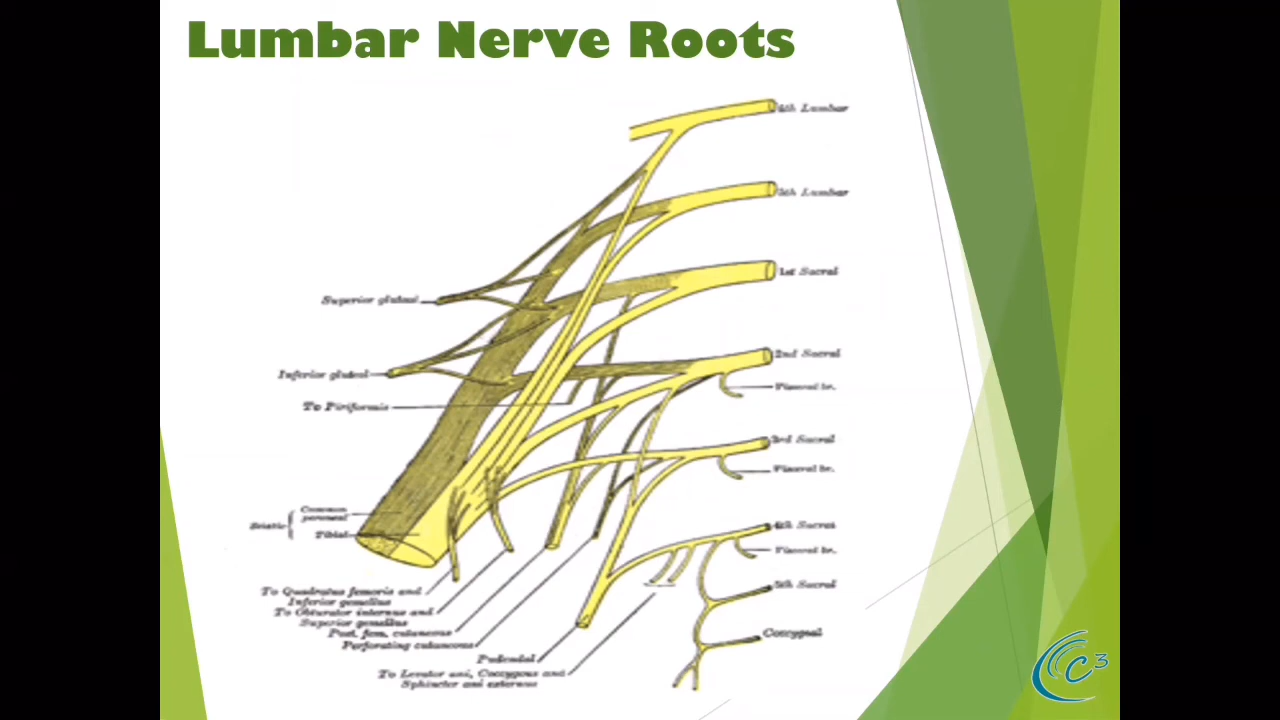 Lumbar Nerve Roots
4th Lumbar
5th Lumbar
1st Sacral
Superior gluteal
2nd Sacral
Inferior gluteal
Visceral br.
To Piriformis
3rd Sacral
Visceral br.
Common
peroneal
Sciatic
Tibial
4th Sacral
Visceral br.
5th Sacral
To Quadratus femoris and
Inferior gemellus
To Obturator internus and
Superior gemellus
Post. fem. cutaneous
Coccygeal
Perforating cutaneous
Pudendal
To Levator ani, Coccygeus and
Sphincter ani externus
C3